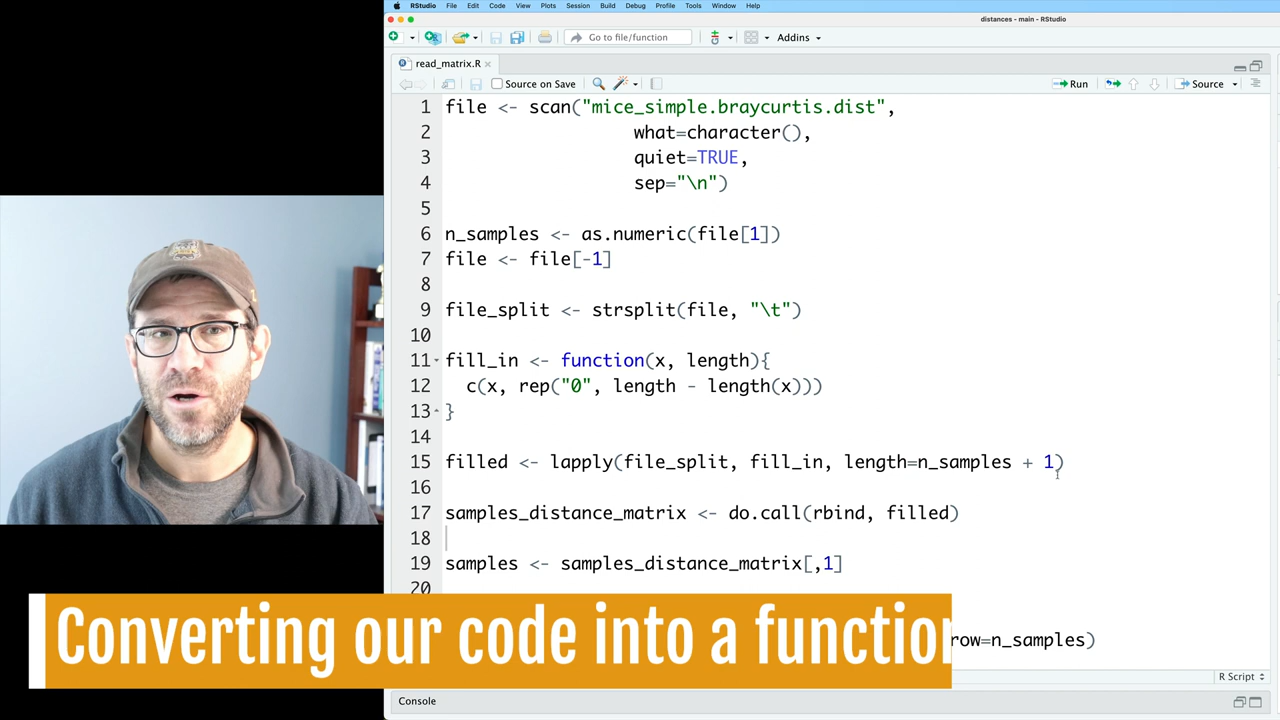 RStudio File Edit Code View Plots Session Build Debug Profile Tools Window Help
distances - main - RStudio
Go to file/function Addins
read_matrix.R
Source on Save Run Source
1 file <- scan("mice_simple.braycurtis.dist",
2 what=character(),
3 quiet=TRUE,
4 sep="\n")
5
6 n_samples <- as.numeric(file[1])
7 file <- file[-1]
8
9 file_split <- strsplit(file, "\t")
10
11 fill_in <- function(x, length){
12 c(x, rep("0", length - length(x)))
13 }
14
15 filled <- lapply(file_split, fill_in, length=n_samples + 1)
16
17 samples_distance_matrix <- do.call(rbind, filled)
18
19 samples <- samples_distance_matrix[,1]
20
Converting our code into a function
row=n_samples)
R Script
Console